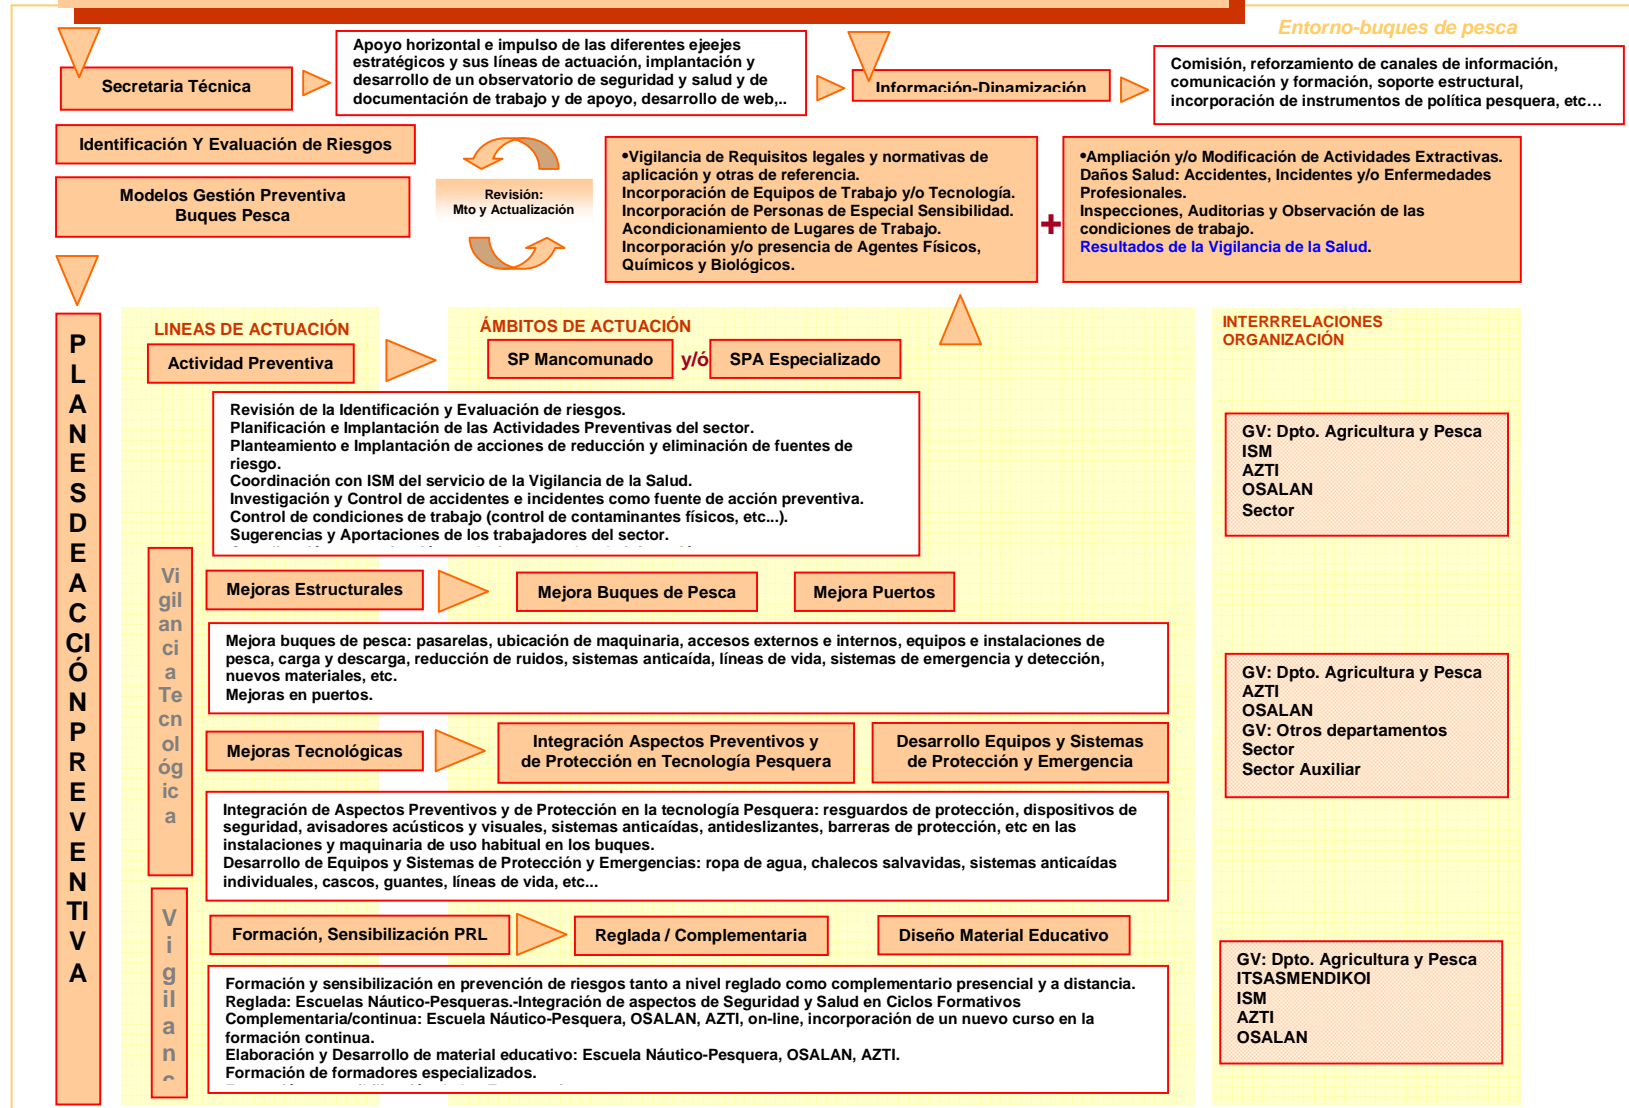 Entorno-buques de pesca
Secretaria Técnica
Apoyo horizontal e impulso de las diferentes ejeejes
estratégicos y sus líneas de actuación, implantación y
desarrollo de un observatorio de seguridad y salud y de
documentación de trabajo y de apoyo, desarrollo de web,..
Información-Dinamización
Comisión, reforzamiento de canales de información,
comunicación y formación, soporte estructural,
incorporación de instrumentos de política pesquera, etc…
Identificación Y Evaluación de Riesgos
Modelos Gestión Preventiva
Buques Pesca
Revisión:
Mto y Actualización
•Vigilancia de Requisitos legales y normativas de
aplicación y otras de referencia.
Incorporación de Equipos de Trabajo y/o Tecnología.
Incorporación de Personas de Especial Sensibilidad.
Acondicionamiento de Lugares de Trabajo.
Incorporación y/o presencia de Agentes Físicos,
Químicos y Biológicos.
+
•Ampliación y/o Modificación de Actividades Extractivas.
Daños Salud: Accidentes, Incidentes y/o Enfermedades
Profesionales.
Inspecciones, Auditorias y Observación de las
condiciones de trabajo.
Resultados de la Vigilancia de la Salud.
P
L
A
N
E
S
D
E
A
C
CI
Ó
N
P
R
E
V
E
N
TI
V
A
LINEAS DE ACTUACIÓN
ÁMBITOS DE ACTUACIÓN
INTERRRELACIONES
ORGANIZACIÓN
Actividad Preventiva
SP Mancomunado
y/ó
SPA Especializado
Revisión de la Identificación y Evaluación de riesgos.
Planificación e Implantación de las Actividades Preventivas del sector.
Planteamiento e Implantación de acciones de reducción y eliminación de fuentes de
riesgo.
Coordinación con ISM del servicio de la Vigilancia de la Salud.
Investigación y Control de accidentes e incidentes como fuente de acción preventiva.
Control de condiciones de trabajo (control de contaminantes físicos, etc...).
Sugerencias y Aportaciones de los trabajadores del sector.
GV: Dpto. Agricultura y Pesca
ISM
AZTI
OSALAN
Sector
Vi
gil
an
ci
a
Te
cn
ol
óg
ic
a
Mejoras Estructurales
Mejora Buques de Pesca
Mejora Puertos
Mejora buques de pesca: pasarelas, ubicación de maquinaria, accesos externos e internos, equipos e instalaciones de
pesca, carga y descarga, reducción de ruidos, sistemas anticaída, líneas de vida, sistemas de emergencia y detección,
nuevos materiales, etc.
Mejoras en puertos.
GV: Dpto. Agricultura y Pesca
AZTI
OSALAN
GV: Otros departamentos
Sector
Sector Auxiliar
Mejoras Tecnológicas
Integración Aspectos Preventivos y
de Protección en Tecnología Pesquera
Desarrollo Equipos y Sistemas
de Protección y Emergencia
Integración de Aspectos Preventivos y de Protección en la tecnología Pesquera: resguardos de protección, dispositivos de
seguridad, avisadores acústicos y visuales, sistemas anticaídas, antideslizantes, barreras de protección, etc en las
instalaciones y maquinaria de uso habitual en los buques.
Desarrollo de Equipos y Sistemas de Protección y Emergencias: ropa de agua, chalecos salvavidas, sistemas anticaídas
individuales, cascos, guantes, líneas de vida, etc...
V
i
g
il
a
n
Formación, Sensibilización PRL
Reglada / Complementaria
Diseño Material Educativo
Formación y sensibilización en prevención de riesgos tanto a nivel reglado como complementario presencial y a distancia.
Reglada: Escuelas Náutico-Pesqueras.-Integración de aspectos de Seguridad y Salud en Ciclos Formativos
Complementaria/continua: Escuela Náutico-Pesquera, OSALAN, AZTI, on-line, incorporación de un nuevo curso en la
formación continua.
Elaboración y Desarrollo de material educativo: Escuela Náutico-Pesquera, OSALAN, AZTI.
Formación de formadores especializados.
GV: Dpto. Agricultura y Pesca
ITSASMENDIKOI
ISM
AZTI
OSALAN